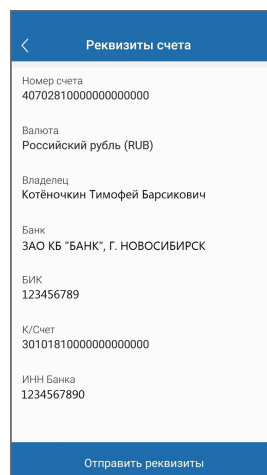 Реквизиты счета
Номер счета
40702810000000000000
Валюта
Российский рубль (RUB)
Владелец
Котёночкин Тимофей Барсикович
Банк
ЗАО КБ "БАНК", Г. НОВОСИБИРСК
БИК
123456789
К/Счет
30101810000000000000
ИНН Банка
1234567890
Отправить реквизиты